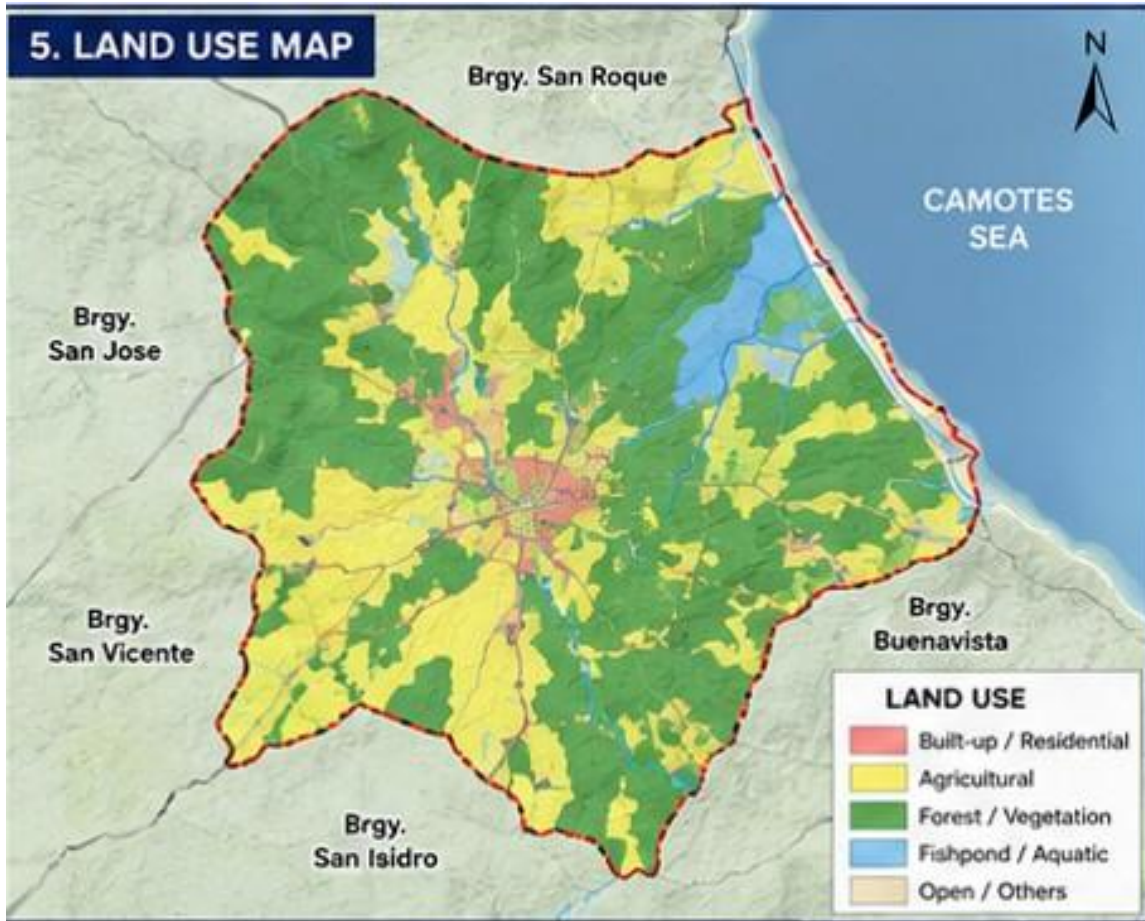 5. LAND USE MAP
N
Brgy. San Roque
CAMOTES
SEA
Brgy.
San Jose
Brgy.
San Vicente
Brgy.
Buenavista
Brgy.
San Isidro
LAND USE
Built-up / Residential
Agricultural
Forest / Vegetation
Fishpond / Aquatic
Open / Others